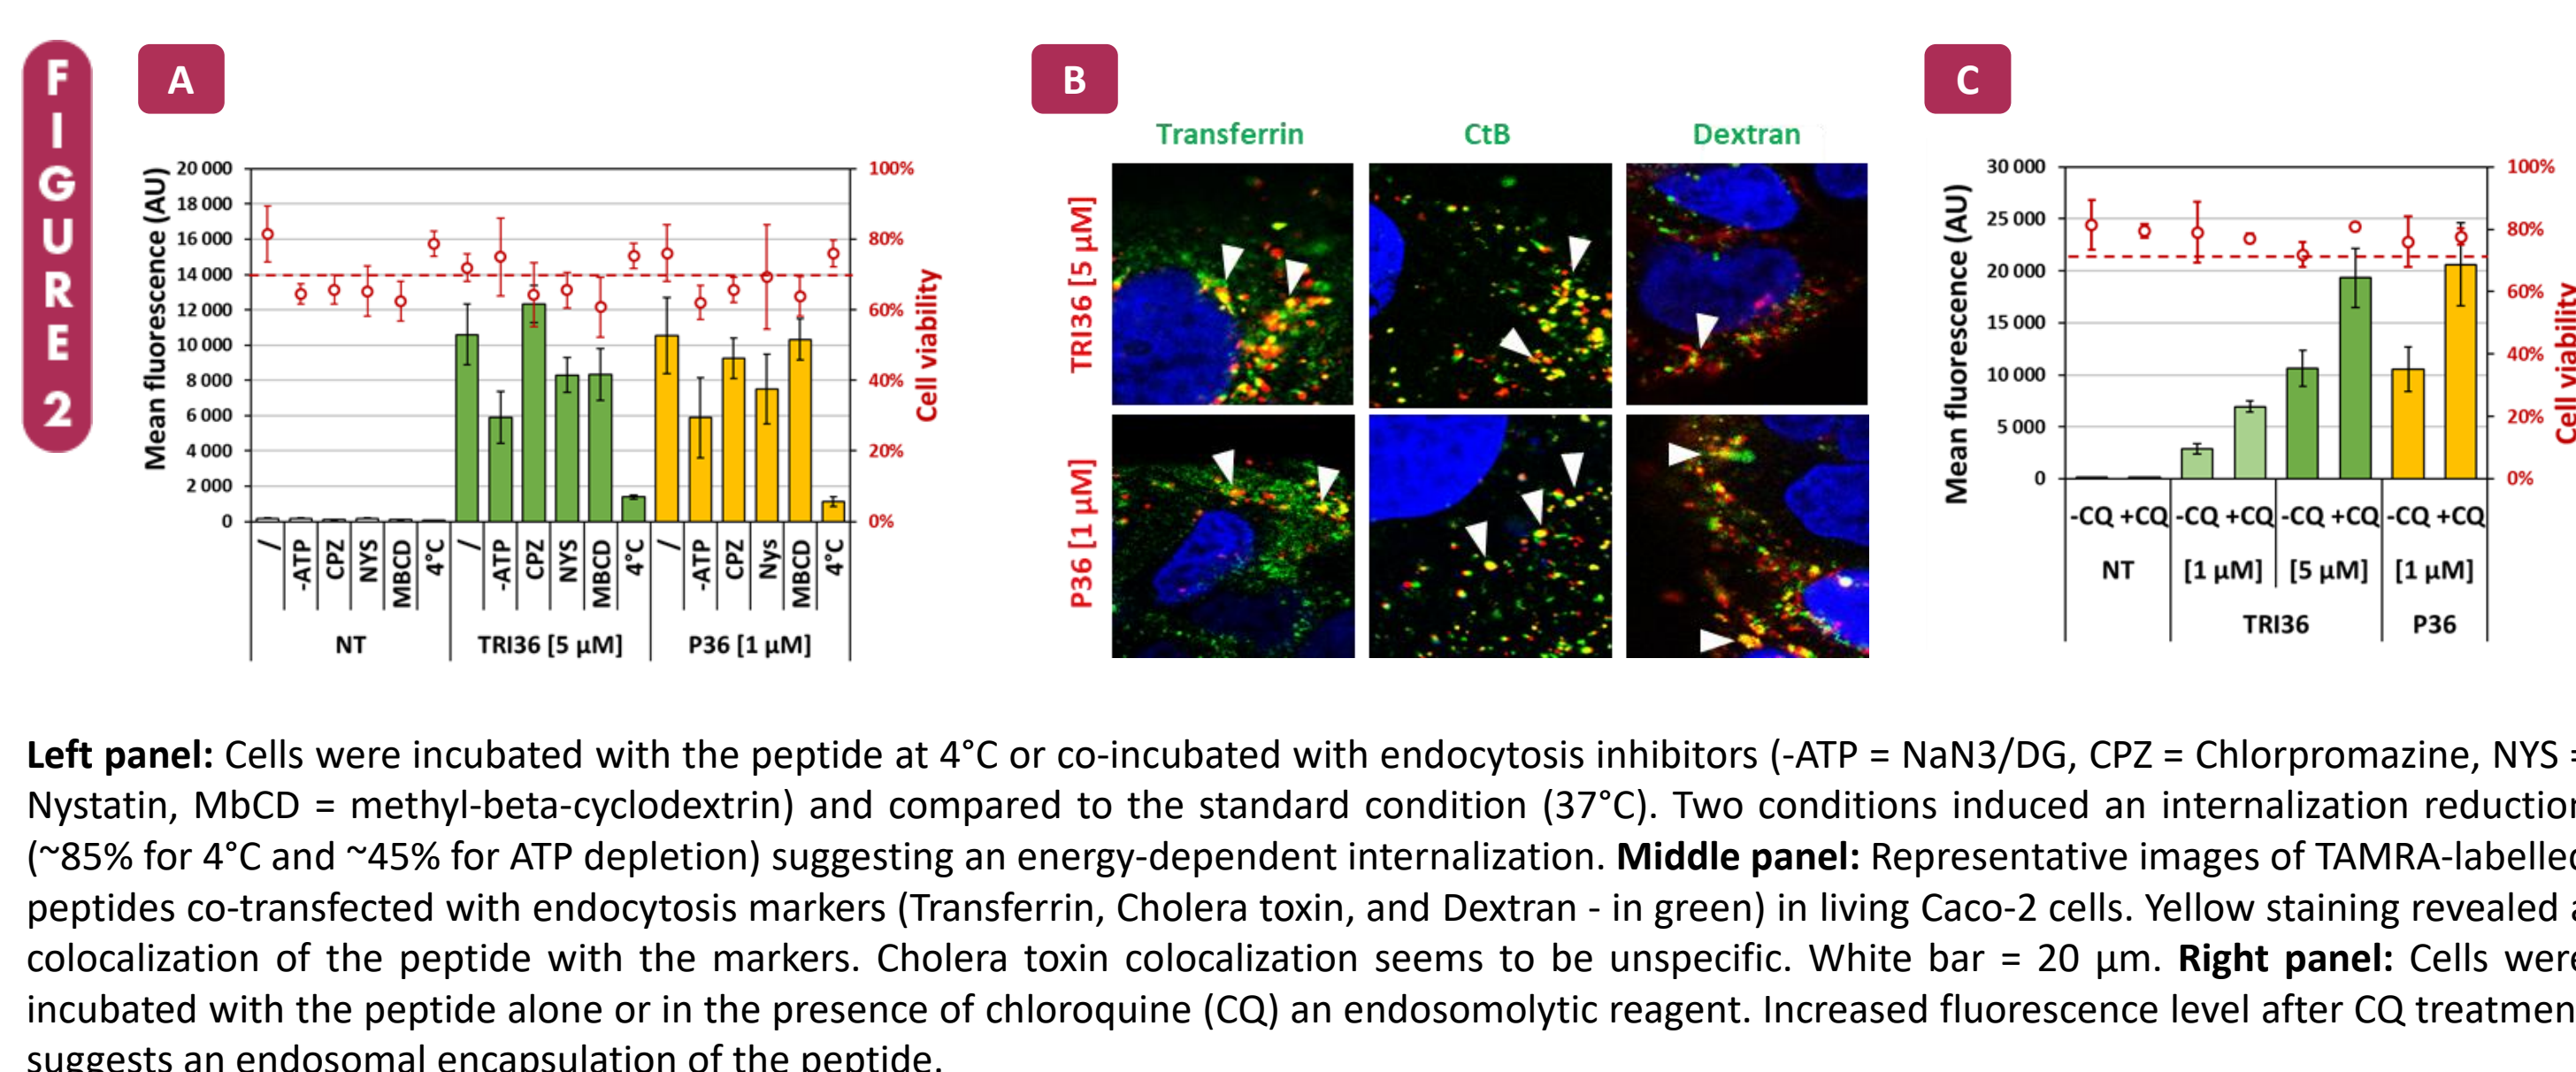 FIGURE 2
A
B
C
Transferrin CtB Dextran
TRI36 [5 µM]
P36 [1 µM]
Mean fluorescence (AU)
20 000
18 000
16 000
14 000
12 000
10 000
8 000
6 000
4 000
2 000
0
100%
80%
60%
40%
20%
0%
Cell viability
/ -ATP CPZ NYS MBCD 4°C / -ATP CPZ NYS MBCD 4°C / -ATP CPZ Nys MBCD 4°C
NT TRI36 [5 µM] P36 [1 µM]
Mean fluorescence (AU)
30 000
25 000
20 000
15 000
10 000
5 000
0
100%
80%
60%
40%
20%
0%
Cell viability
-CQ +CQ -CQ +CQ -CQ +CQ -CQ +CQ
NT [1 µM] [5 µM] [1 µM]
TRI36 P36
Left panel: Cells were incubated with the peptide at 4°C or co-incubated with endocytosis inhibitors (-ATP = NaN3/DG, CPZ = Chlorpromazine, NYS =
Nystatin, MbCD = methyl-beta-cyclodextrin) and compared to the standard condition (37°C). Two conditions induced an internalization reduction
(~85% for 4°C and ~45% for ATP depletion) suggesting an energy-dependent internalization. Middle panel: Representative images of TAMRA-labelled
peptides co-transfected with endocytosis markers (Transferrin, Cholera toxin, and Dextran - in green) in living Caco-2 cells. Yellow staining revealed a
colocalization of the peptide with the markers. Cholera toxin colocalization seems to be unspecific. White bar = 20 µm. Right panel: Cells were
incubated with the peptide alone or in the presence of chloroquine (CQ) an endosomolytic reagent. Increased fluorescence level after CQ treatment
suggests an endosomal encapsulation of the peptide.